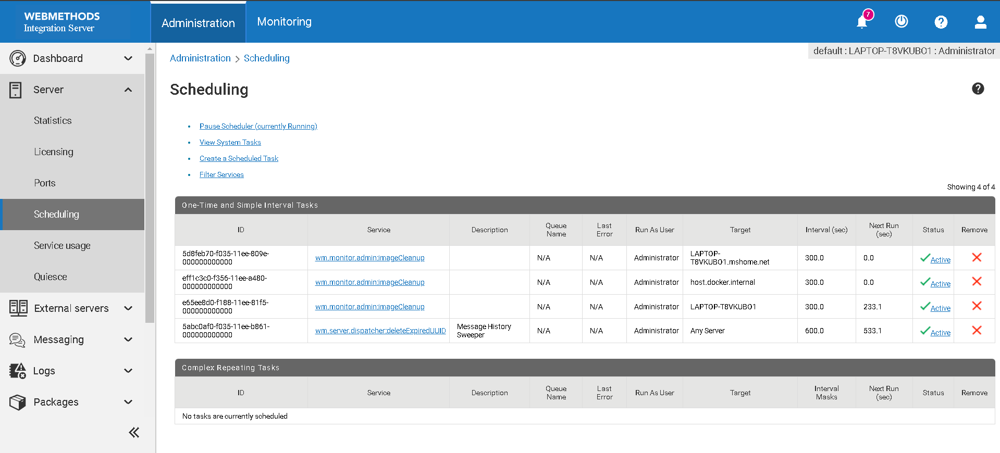 WEBMETHODS
Integration Server
Administration
Monitoring
7
default : LAPTOP-T8VKUBO1 : Administrator
Dashboard
Server
Statistics
Licensing
Ports
Scheduling
Service usage
Quiesce
External servers
Messaging
Logs
Packages
Administration > Scheduling
Scheduling
Pause Scheduler (currently Running)
View System Tasks
Create a Scheduled Task
Filter Services
Showing 4 of 4
One-Time and Simple Interval Tasks
ID Service Description Queue Name Last Error Run As User Target Interval (sec) Next Run (sec) Status Remove
5d8feb70-f035-11ee-809e-000000000000 wm.monitor.admin:imageCleanup N/A N/A Administrator LAPTOP-T8VKUBO1.mshome.net 300.0 0.0 Active
eff1c3c0-f356-11ee-a480-000000000000 wm.monitor.admin:imageCleanup N/A N/A Administrator host.docker.internal 300.0 0.0 Active
e65ee8d0-f188-11ee-81f5-000000000000 wm.monitor.admin:imageCleanup N/A N/A Administrator LAPTOP-T8VKUBO1 300.0 233.1 Active
5abc0af0-f035-11ee-b861-000000000000 wm.server.dispatcher:deleteExpiredUUID Message History Sweeper N/A N/A Administrator Any Server 600.0 533.1 Active
Complex Repeating Tasks
ID Service Description Queue Name Last Error Run As User Target Interval Masks Next Run (sec) Status Remove
No tasks are currently scheduled